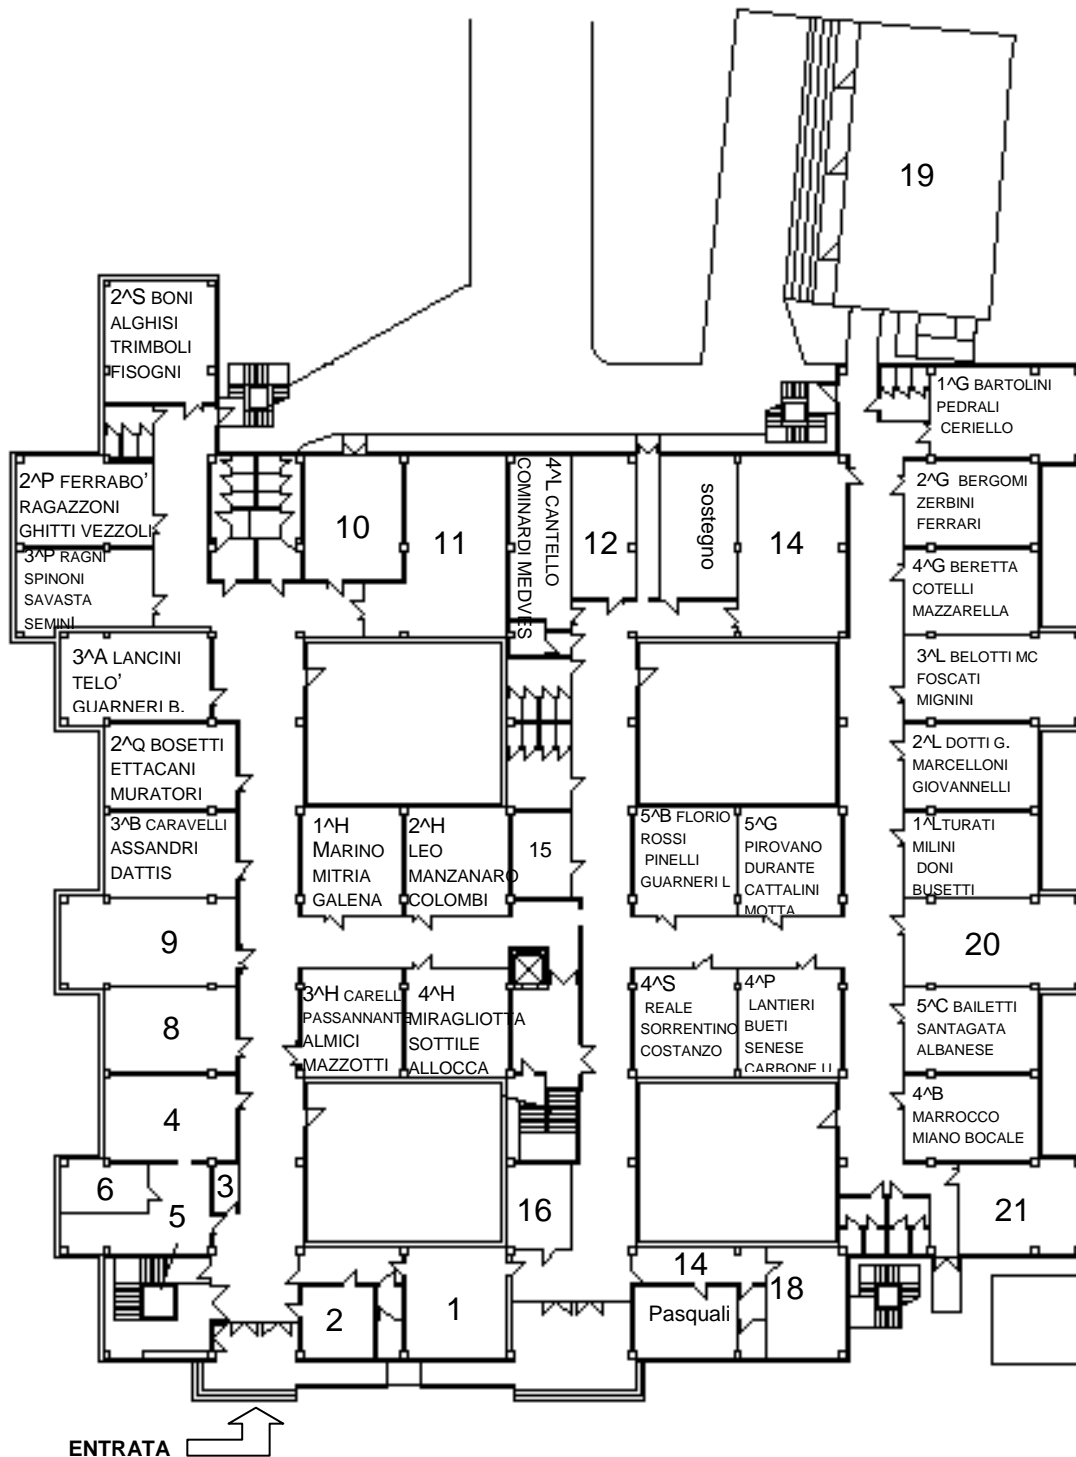 19
2^S BONI
ALGHISI
TRIMBOLI
FISOGNI
1^G BARTOLINI
PEDRALI
CERIELLO
2^P FERRABO'
RAGAZZONI
GHITTI VEZZOLI
10
11
4^L CANTELLO
COMINARDI MEDVES
12
sostegno
14
2^G BERGOMI
ZERBINI
FERRARI
3^P RAGNI
SPINONI
SAVASTA
SEMINI
4^G BERETTA
COTELLI
MAZZARELLA
3^A LANCINI
TELO'
GUARNERI B.
3^L BELOTTI MC
FOSCATI
MIGNINI
2^Q BOSETTI
ETTACANI
MURATORI
2^L DOTTI G.
MARCELLONI
GIOVANNELLI
3^B CARAVELLI
ASSANDRI
DATTIS
1^H
MARINO
MITRIA
GALENA
2^H
LEO
MANZANARO
COLOMBI
15
5^B FLORIO
ROSSI
PINELLI
GUARNERI L
5^G
PIROVANO
DURANTE
CATTALINI
MOTTA
1^LTURATI
MILINI
DONI
BUSETTI
9
20
8
3^H CARELL
PASSANNANTE
ALMICI
MAZZOTTI
4^H
MIRAGLIOTTA
SOTTILE
ALLOCCA
4^S
REALE
SORRENTINO
COSTANZO
4^P
LANTIERI
BUETI
SENESE
CARBONE U
5^C BAILETTI
SANTAGATA
ALBANESE
4
4^B
MARROCCO
MIANO BOCALE
6
5
3
16
21
14
18
2
1
Pasquali
ENTRATA